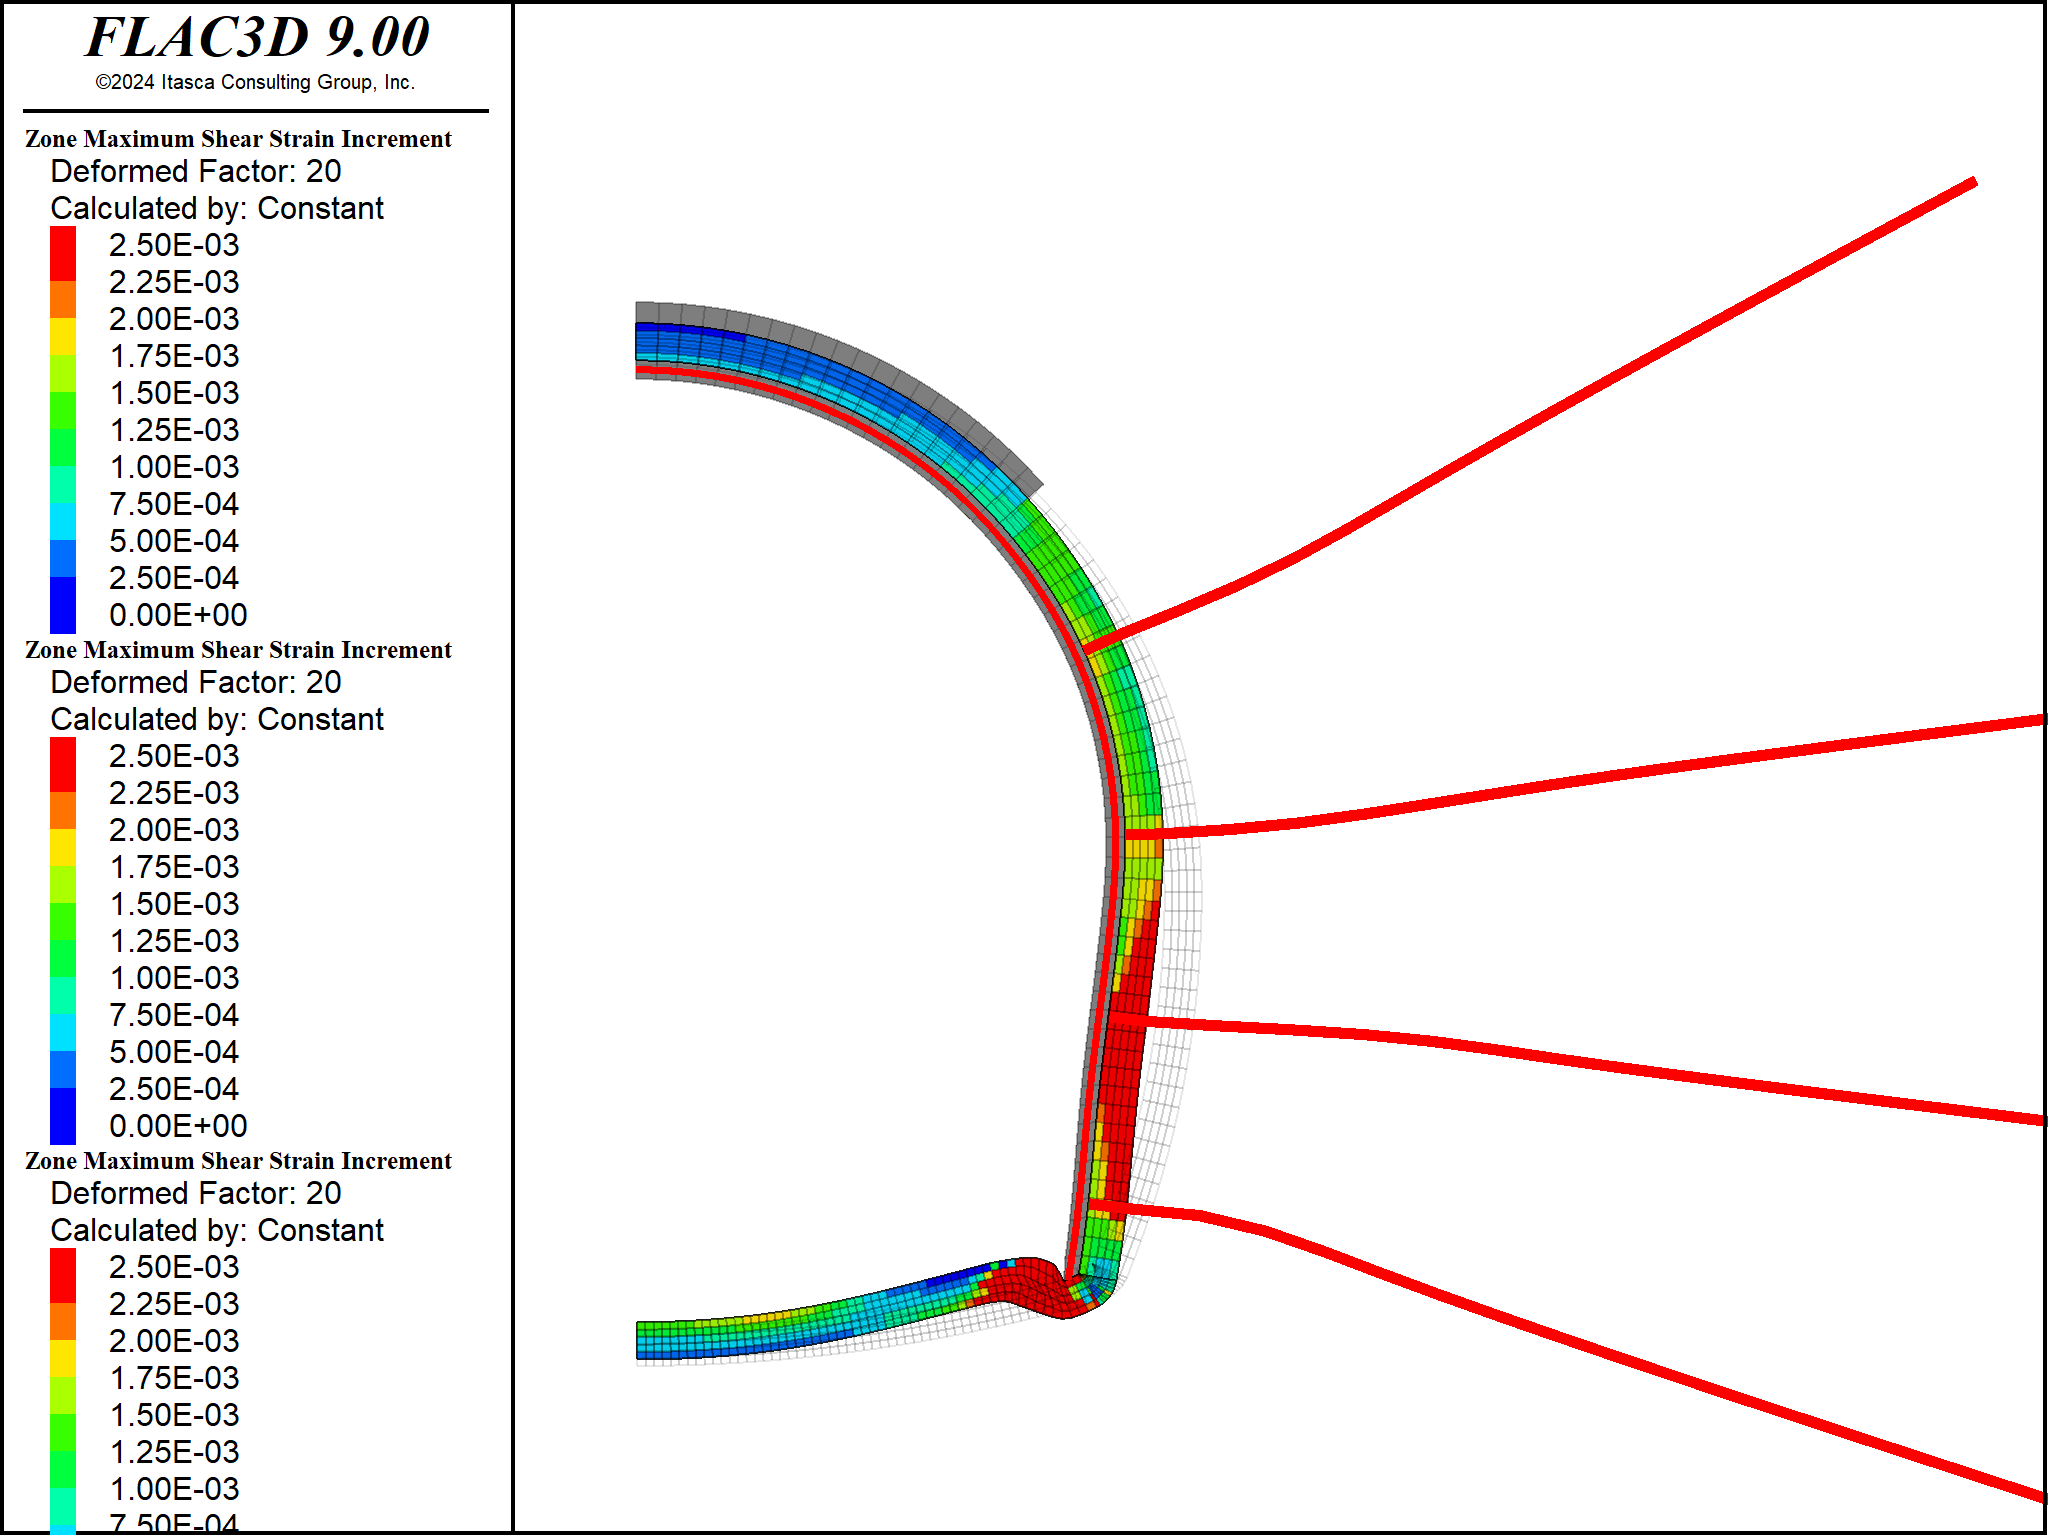 FLAC3D 9.00
©2024 Itasca Consulting Group, Inc.
Zone Maximum Shear Strain Increment
Deformed Factor: 20
Calculated by: Constant
2.50E-03
2.25E-03
2.00E-03
1.75E-03
1.50E-03
1.25E-03
1.00E-03
7.50E-04
5.00E-04
2.50E-04
0.00E+00
Zone Maximum Shear Strain Increment
Deformed Factor: 20
Calculated by: Constant
2.50E-03
2.25E-03
2.00E-03
1.75E-03
1.50E-03
1.25E-03
1.00E-03
7.50E-04
5.00E-04
2.50E-04
0.00E+00
Zone Maximum Shear Strain Increment
Deformed Factor: 20
Calculated by: Constant
2.50E-03
2.25E-03
2.00E-03
1.75E-03
1.50E-03
1.25E-03
1.00E-03
7.50E-04